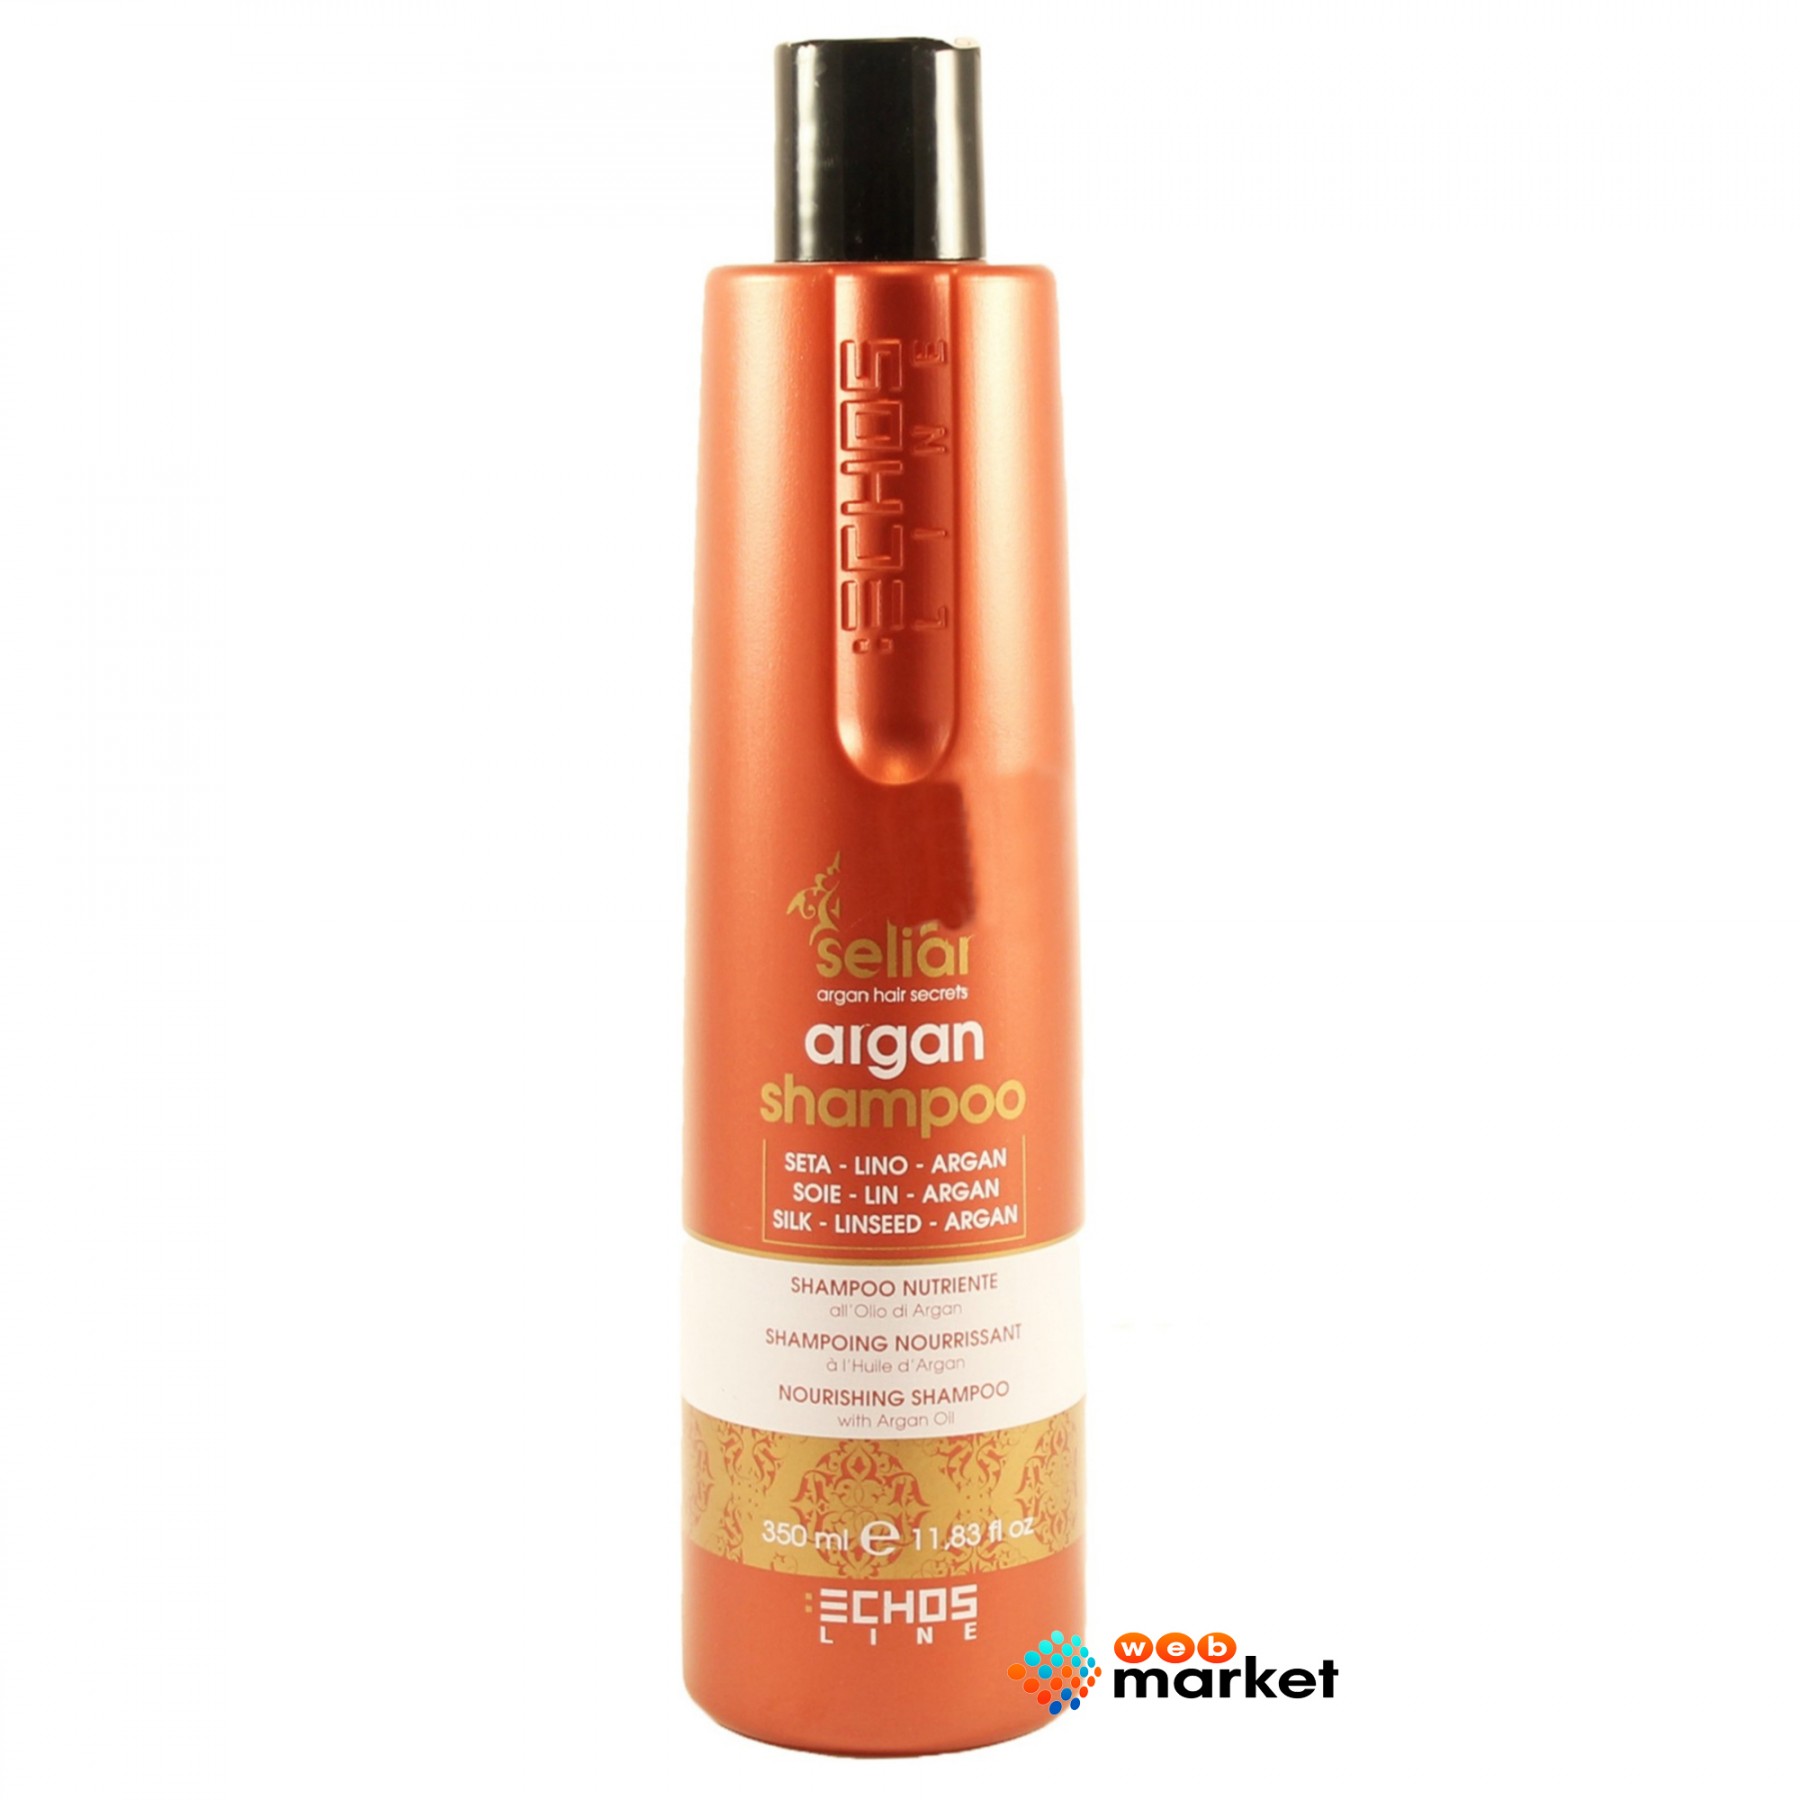 :ECHOS
LINE
seliár
argan hair secrets
argan
shampoo
SETA - LINO - ARGAN
SOIE - LIN - ARGAN
SILK - LINSEED - ARGAN
SHAMPOO NUTRIENTE
all'Olio di Argan
SHAMPOING NOURRISSANT
à l'Huile d'Argan
NOURISHING SHAMPOO
with Argan Oil
350 ml e 11,83 fl oz
:ECHOS
LINE
web
market